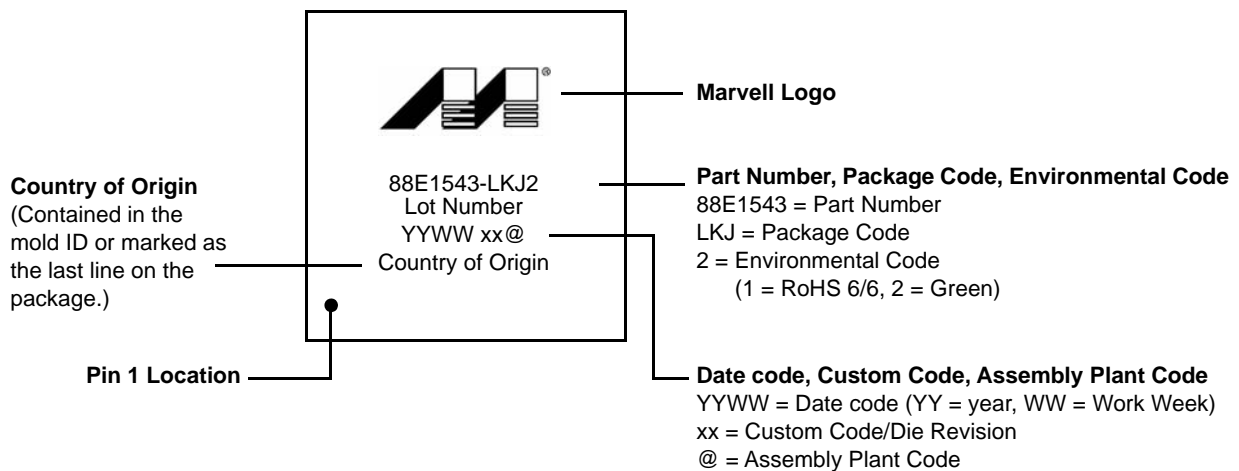 ®
Marvell Logo
88E1543-LKJ2
Lot Number
YYWW xx@
Country of Origin
Country of Origin
(Contained in the
mold ID or marked as
the last line on the
package.)
Pin 1 Location
Part Number, Package Code, Environmental Code
88E1543 = Part Number
LKJ = Package Code
2 = Environmental Code
(1 = RoHS 6/6, 2 = Green)
Date code, Custom Code, Assembly Plant Code
YYWW = Date code (YY = year, WW = Work Week)
xx = Custom Code/Die Revision
@ = Assembly Plant Code